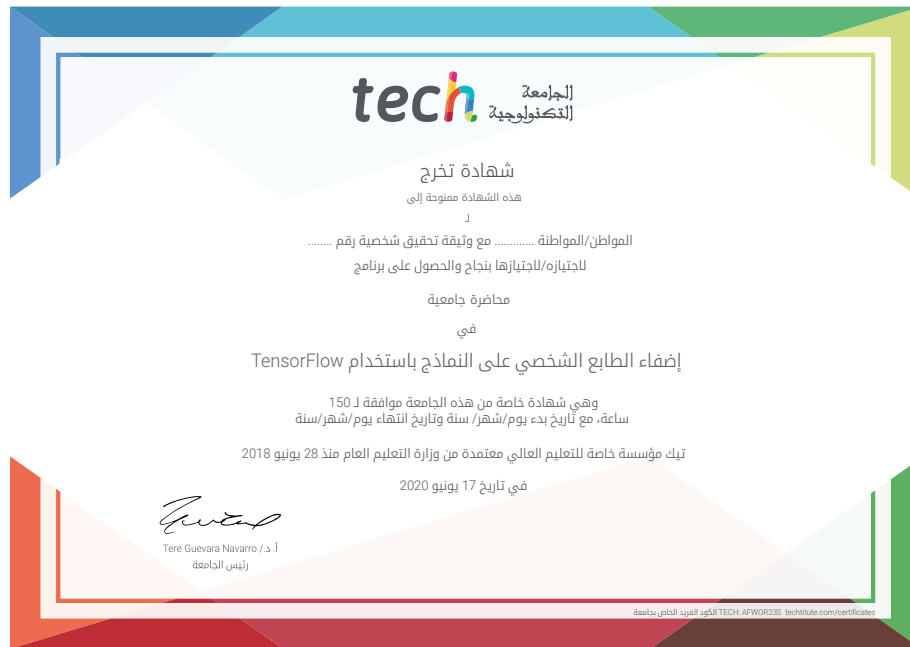 tech الجامعة
التكنولوجية
شهادة تخرج
هذه الشهادة ممنوحة إلى
لـ
المواطن/المواطنة ............. مع وثيقة تحقيق شخصية رقم ........
لاجتيازه/لاجتيازها بنجاح والحصول على برنامج
محاضرة جامعية
في
إضفاء الطابع الشخصي على النماذج باستخدام TensorFlow
وهي شهادة خاصة من هذه الجامعة موافقة لـ 150
ساعة، مع تاريخ بدء يوم/شهر/ سنة وتاريخ انتهاء يوم/شهر/سنة
تيك مؤسسة خاصة للتعليم العالي معتمدة من وزارة التعليم العام منذ 28 يونيو 2018
في تاريخ 17 يونيو 2020
أ. د./ Tere Guevara Navarro
رئيس الجامعة
الكود الفريد الخاص بجامعة TECH: AFWOR23S techtitute.com/certificates